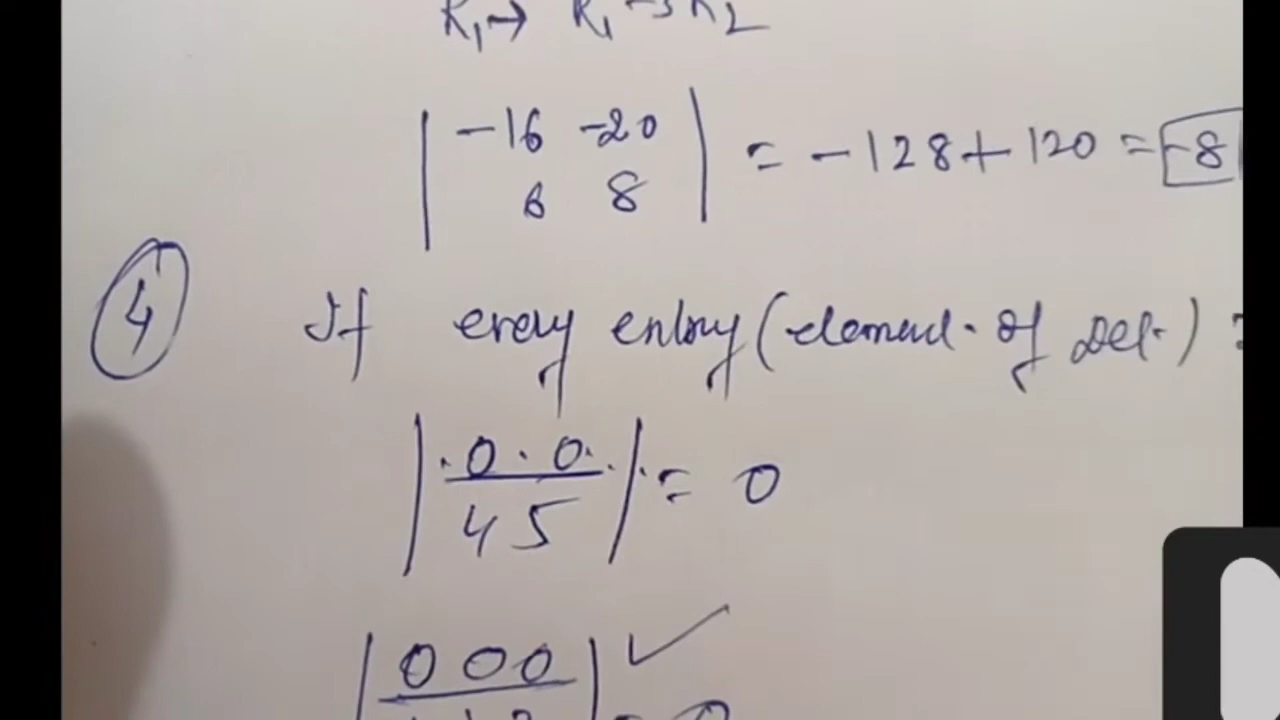 R₁→ R₁-3R₂
| -16 -20 | = -128+120 = -8
| 6 8 |
④ If every entry (element. of Det.) :
| .0 . 0. | = 0
| 4 5 |
| 0 0 0 | ✓
= 0